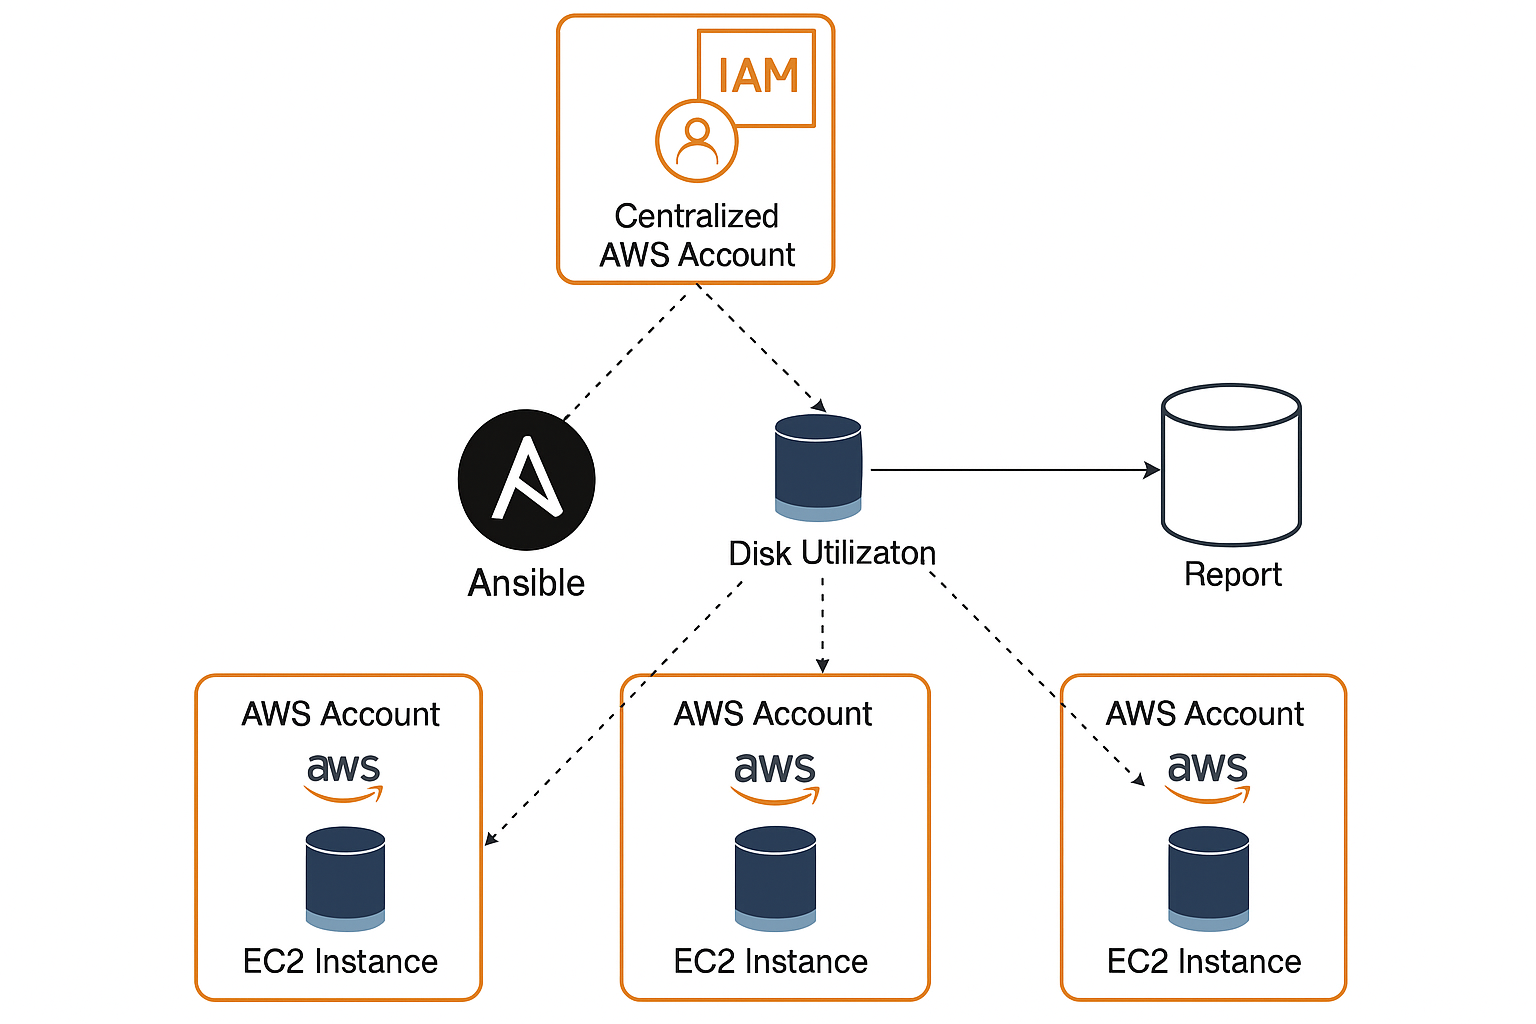 IAM
Centralized
AWS Account
Ansible
Disk Utilizaton
Report
AWS Account
aws
EC2 Instance
AWS Account
aws
EC2 Instance
AWS Account
aws
EC2 Instance